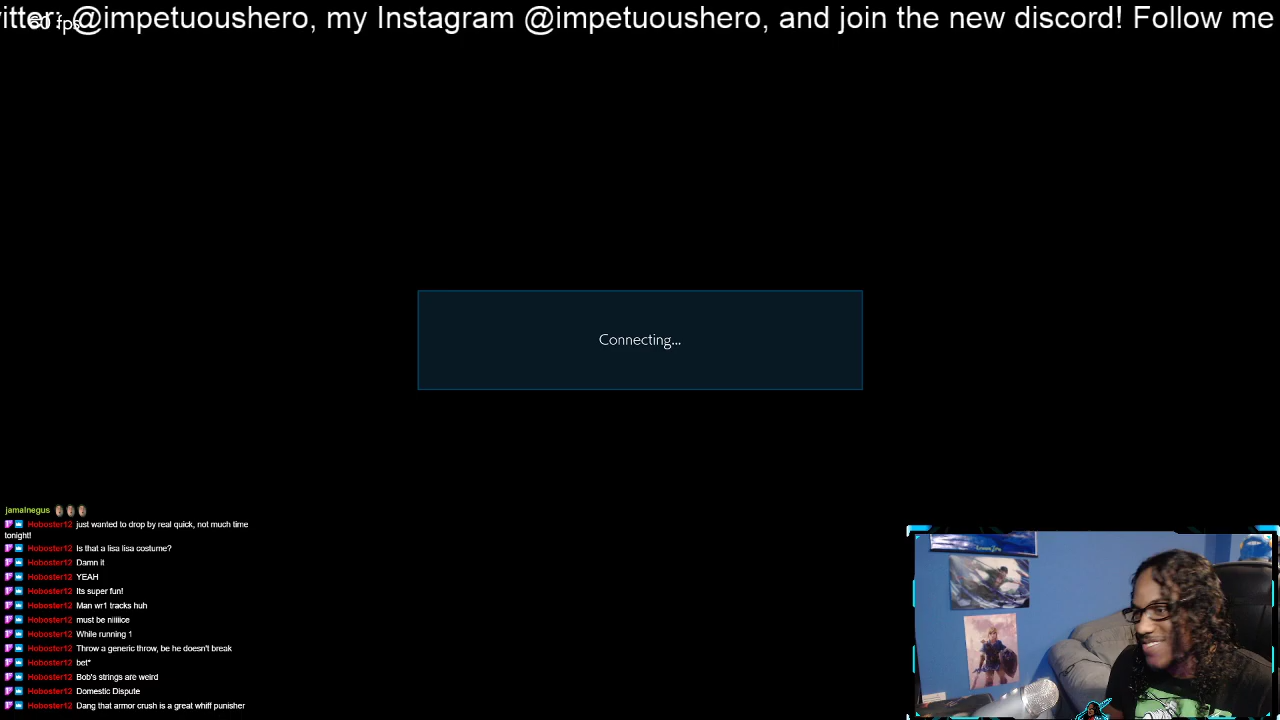 itter: @impetuoushero, my Instagram @impetuoushero, and join the new discord! Follow me
60 fps
Connecting...
jamalnegus
Hoboster12 just wanted to drop by real quick, not much time
tonight!
Hoboster12 Is that a lisa lisa costume?
Hoboster12 Damn it
Hoboster12 YEAH
Hoboster12 Its super fun!
Hoboster12 Man wr1 tracks huh
Hoboster12 must be niiiiice
Hoboster12 While running 1
Hoboster12 Throw a generic throw, be he doesn't break
Hoboster12 bet*
Hoboster12 Bob's strings are weird
Hoboster12 Domestic Dispute
Hoboster12 Dang that armor crush is a great whiff punisher